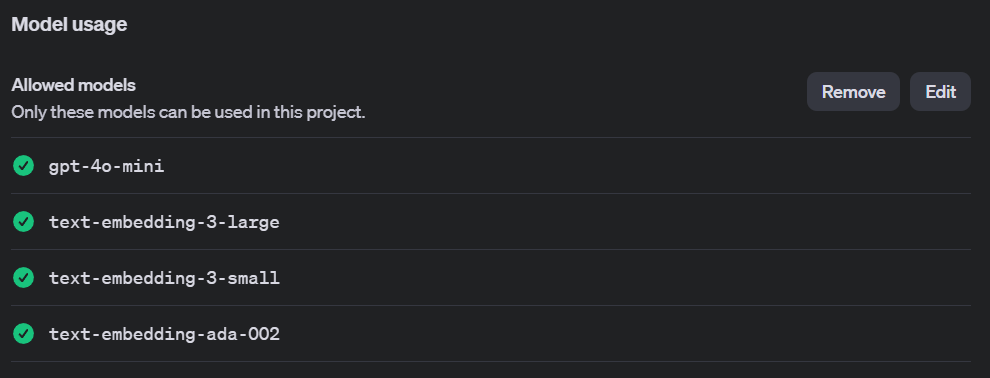 Model usage
Allowed models
Only these models can be used in this project.
Remove
Edit
gpt-4o-mini
text-embedding-3-large
text-embedding-3-small
text-embedding-ada-002